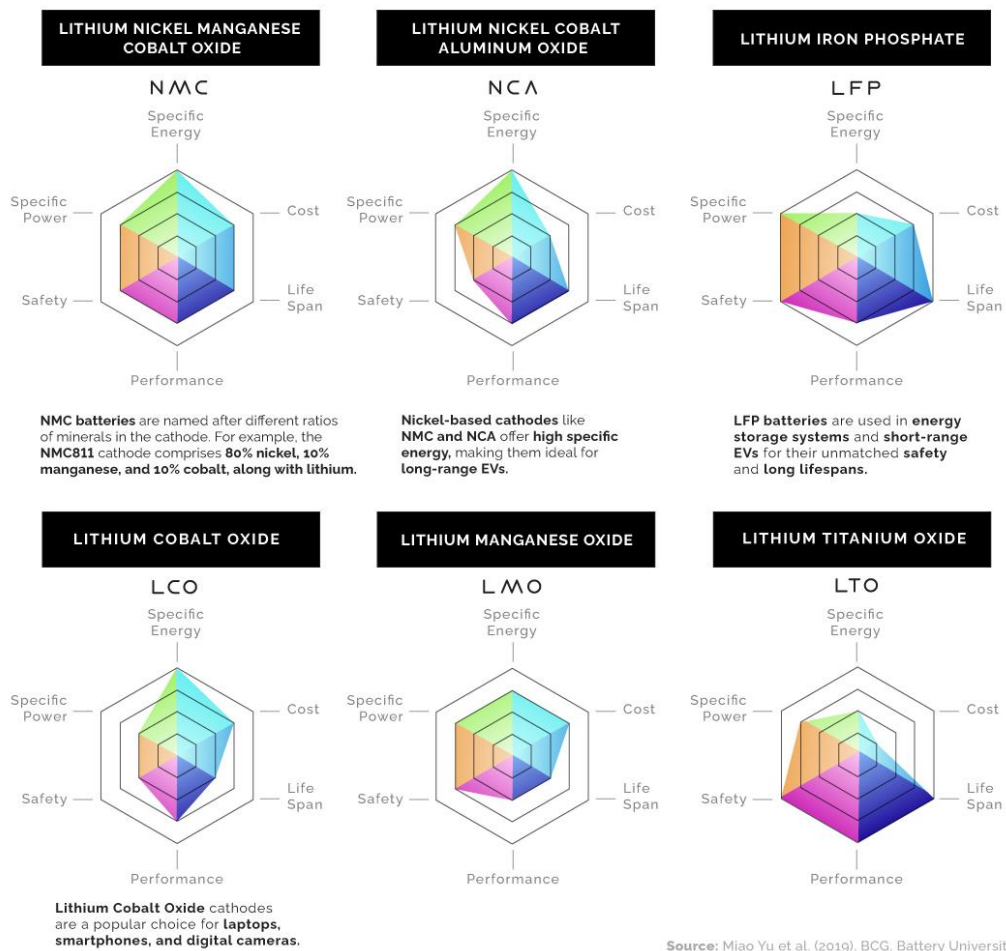 LITHIUM NICKEL MANGANESE
COBALT OXIDE
NMC
Specific
Energy
Specific
Power
Cost
Safety
Life
Span
Performance
NMC batteries are named after different ratios
of minerals in the cathode. For example, the
NMC811 cathode comprises 80% nickel, 10%
manganese, and 10% cobalt, along with lithium.
LITHIUM NICKEL COBALT
ALUMINUM OXIDE
NCA
Specific
Energy
Specific
Power
Cost
Safety
Life
Span
Performance
Nickel-based cathodes like
NMC and NCA offer high specific
energy, making them ideal for
long-range EVs.
LITHIUM IRON PHOSPHATE
LFP
Specific
Energy
Specific
Power
Cost
Safety
Life
Span
Performance
LFP batteries are used in energy
storage systems and short-range
EVs for their unmatched safety
and long lifespans.
LITHIUM COBALT OXIDE
LCO
Specific
Energy
Specific
Power
Cost
Safety
Life
Span
Performance
Lithium Cobalt Oxide cathodes
are a popular choice for laptops,
smartphones, and digital cameras.
LITHIUM MANGANESE OXIDE
LMO
Specific
Energy
Specific
Power
Cost
Safety
Life
Span
Performance
LITHIUM TITANIUM OXIDE
LTO
Specific
Energy
Specific
Power
Cost
Safety
Life
Span
Performance
Source: Miao Yu et al. (2019), BCG, Battery Universit